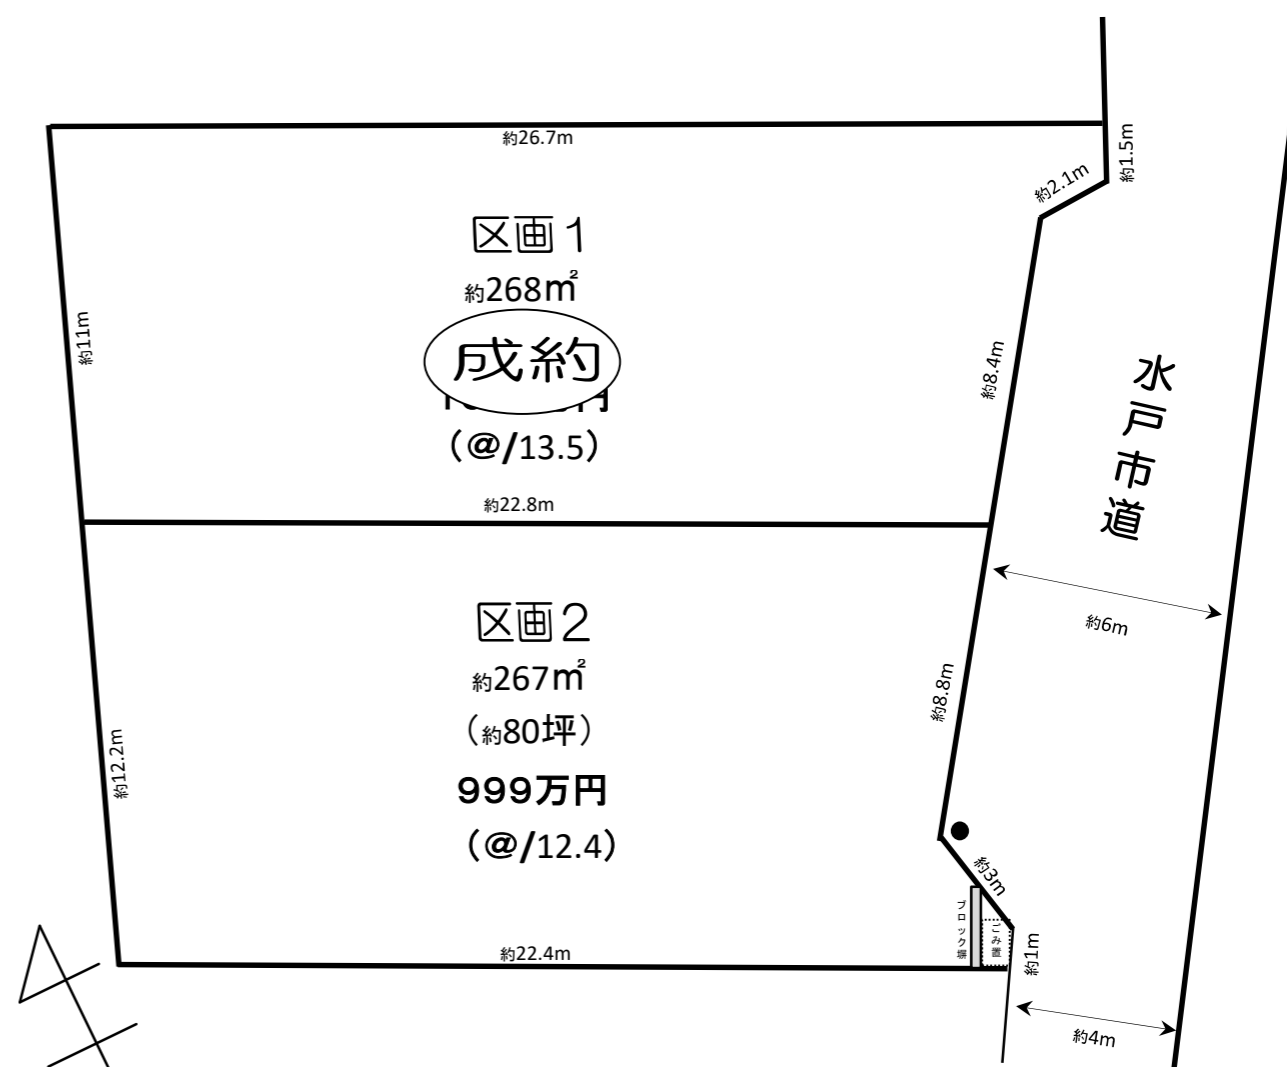 約26.7m
約1.5m
約2.1m
区画1
約268㎡
成約
円
(@/13.5)
約11m
約8.4m
水戸市道
約22.8m
約6m
区画2
約267㎡
(約80坪)
999万円
(@/12.4)
約12.2m
約8.8m
約3m
ブロック塀
ごみ置
約1m
約22.4m
約4m